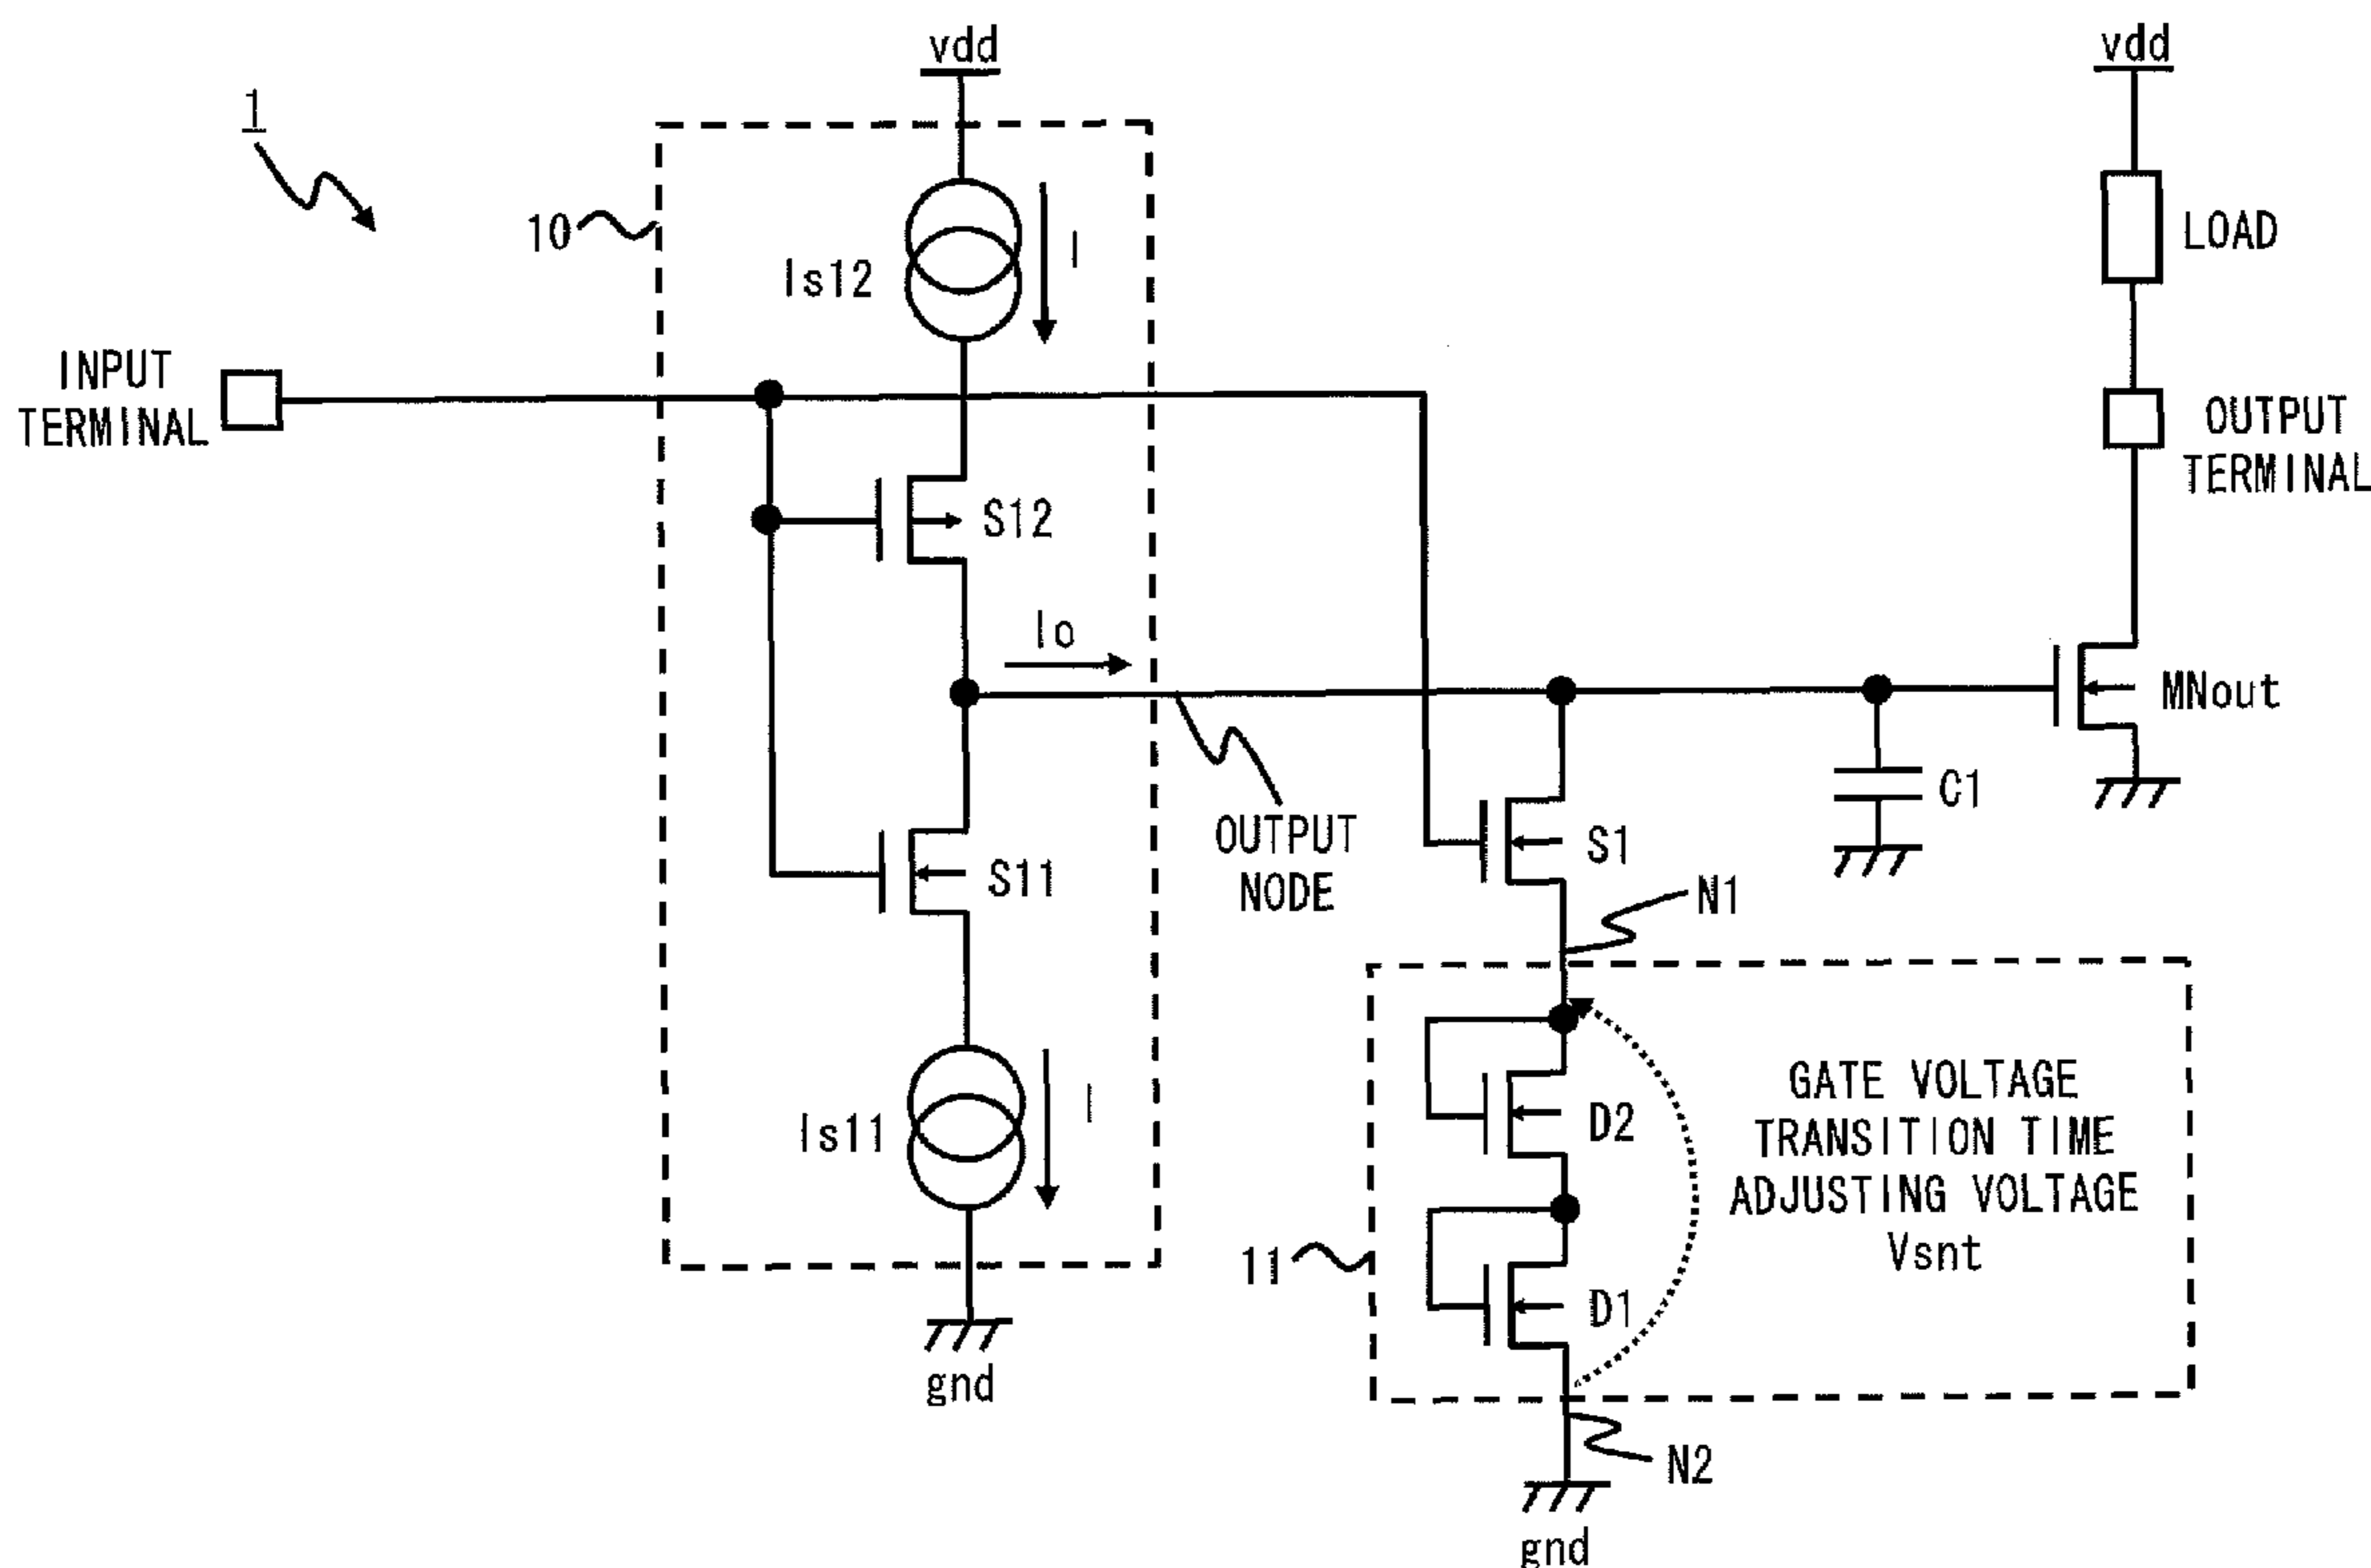 vdd
vdd
1
10
Is12
I
LOAD
INPUT
TERMINAL
OUTPUT
TERMINAL
S12
Io
MNout
C1
OUTPUT
NODE
S1
S11
N1
Is11
I
D2
GATE VOLTAGE
TRANSITION TIME
ADJUSTING VOLTAGE
Vsnt
11
D1
gnd
N2
gnd